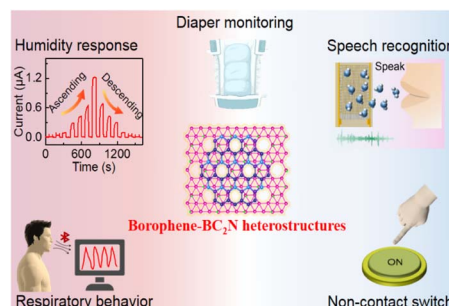 Diaper monitoring
Humidity response
Speech recognition
Speak
Current (μA)
1.2
0.6
0.0
Ascending
Descending
0 600 1200
Time (s)
Borophene-BC₂N heterostructures
ON
Respiratory behavior
Non-contact switch